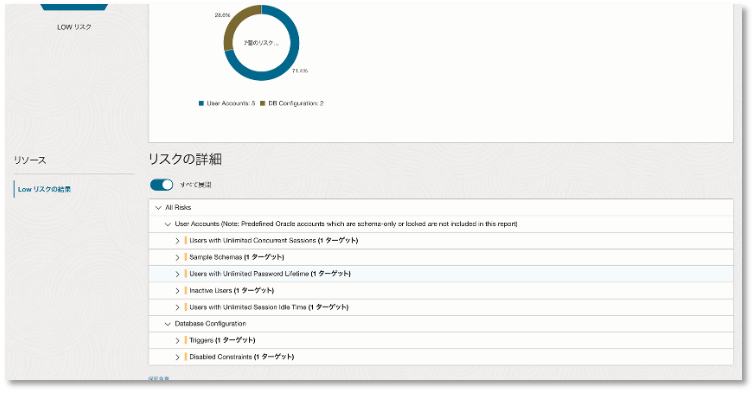 LOW リスク
28.6%
7個のリスク...
71.4%
User Accounts: 5 DB Configuration: 2
リソース
Low リスクの結果
リスクの詳細
すべて展開
All Risks
User Accounts (Note: Predefined Oracle accounts which are schema-only or locked are not included in this report)
Users with Unlimited Concurrent Sessions (1 ターゲット)
Sample Schemas (1 ターゲット)
Users with Unlimited Password Lifetime (1 ターゲット)
Inactive Users (1 ターゲット)
Users with Unlimited Session Idle Time (1 ターゲット)
Database Configuration
Triggers (1 ターゲット)
Disabled Constraints (1 ターゲット)